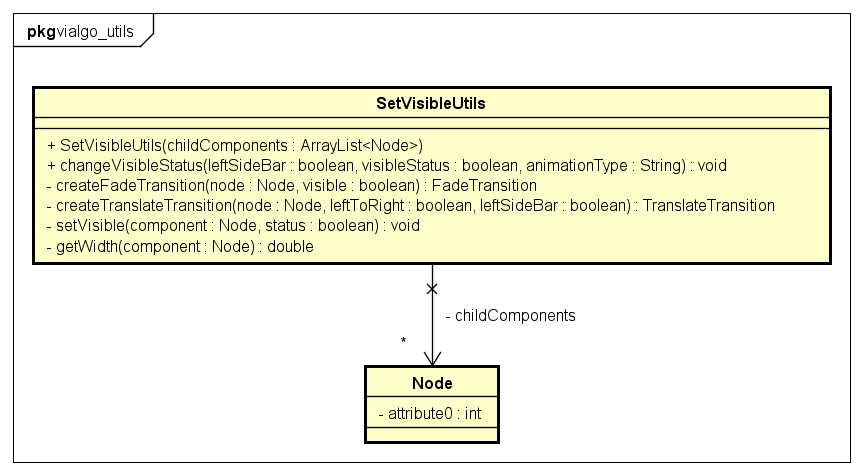 pkg vialgo_utils
SetVisibleUtils
+ SetVisibleUtils(childComponents : ArrayList<Node>)
+ changeVisibleStatus(leftSideBar : boolean, visibleStatus : boolean, animationType : String) : void
- createFadeTransition(node : Node, visible : boolean) : FadeTransition
- createTranslateTransition(node : Node, leftToRight : boolean, leftSideBar : boolean) : TranslateTransition
- setVisible(component : Node, status : boolean) : void
- getWidth(component : Node) : double
- childComponents
*
Node
- attribute0 : int